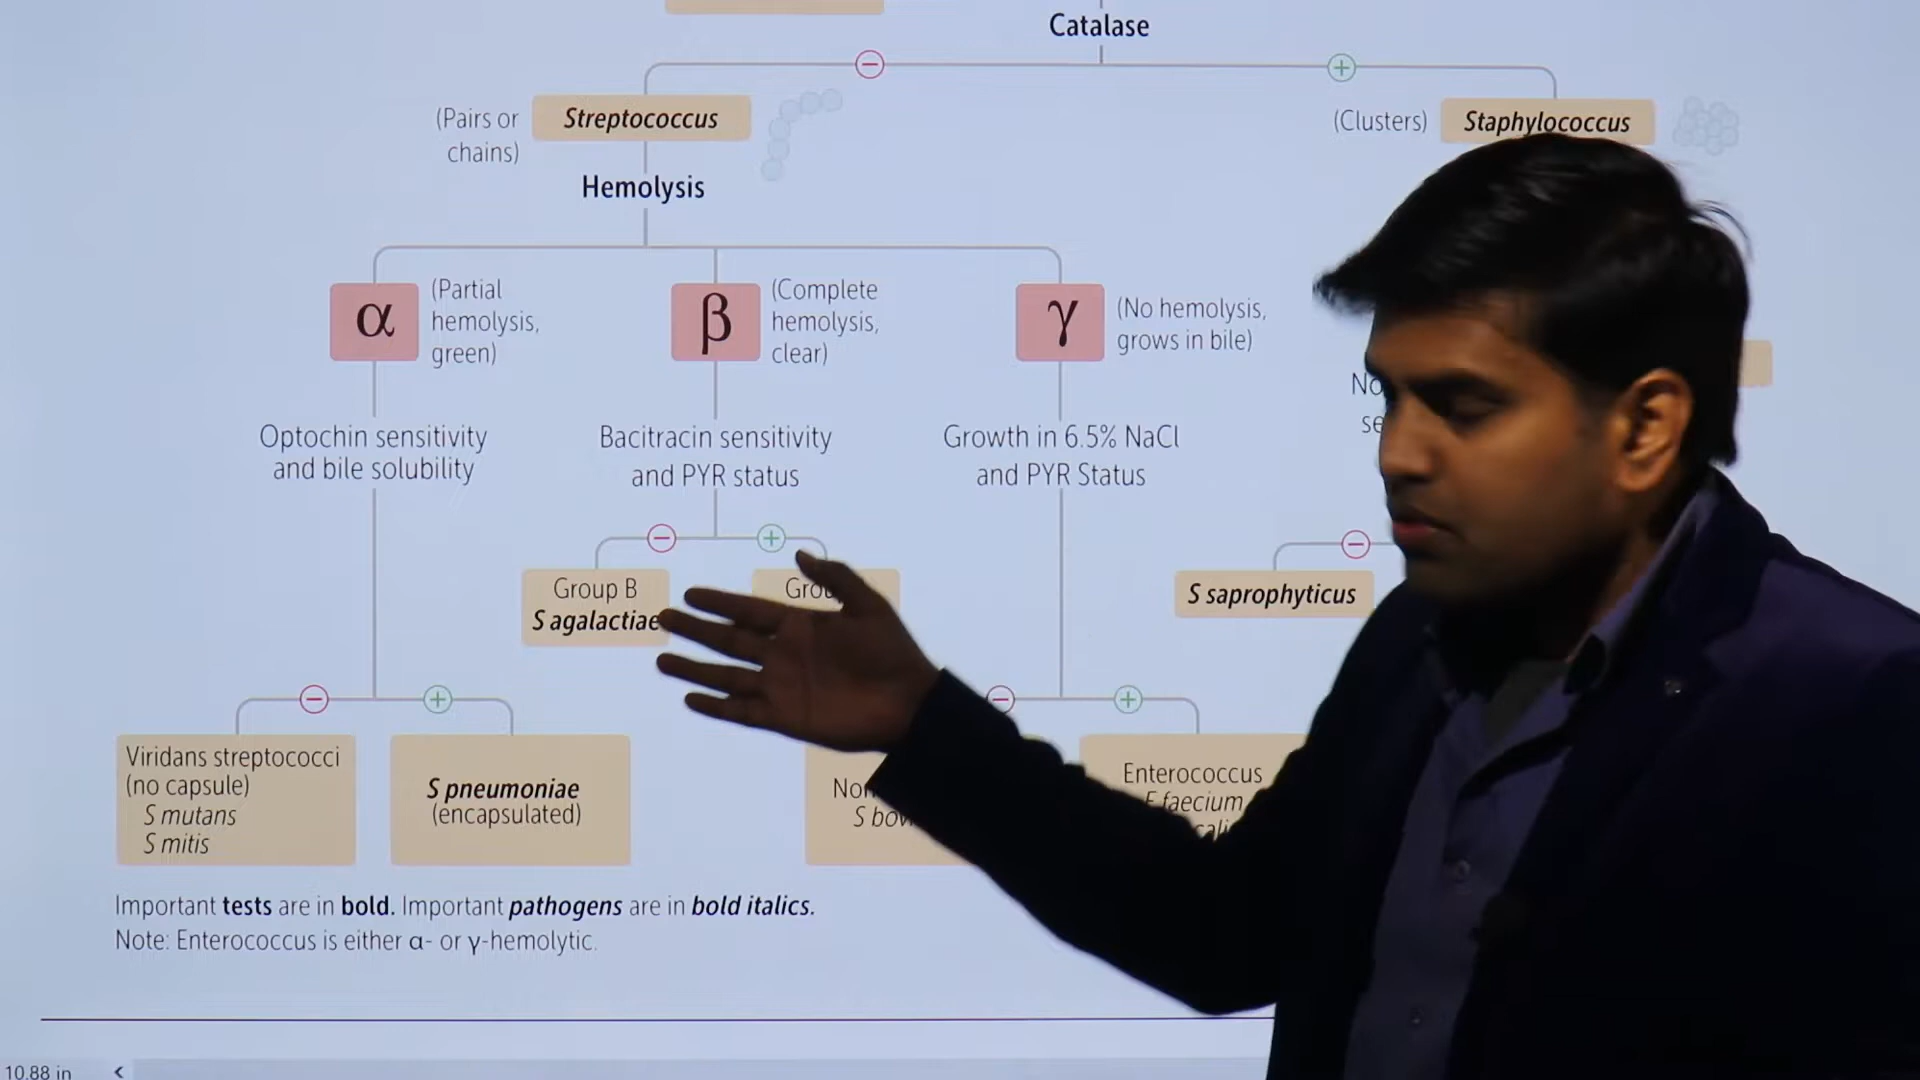 Catalase
(Pairs or
chains)
Streptococcus
(Clusters)
Staphylococcus
Hemolysis
α
(Partial
hemolysis,
green)
β
(Complete
hemolysis,
clear)
γ
(No hemolysis,
grows in bile)
Optochin sensitivity
and bile solubility
Bacitracin sensitivity
and PYR status
Growth in 6.5% NaCl
and PYR Status
Group B
S agalactiae
S saprophyticus
Viridans streptococci
(no capsule)
S mutans
S mitis
S pneumoniae
(encapsulated)
Enterococcus
E faecium
Important tests are in bold. Important pathogens are in bold italics.
Note: Enterococcus is either α- or γ-hemolytic.
10.88 in